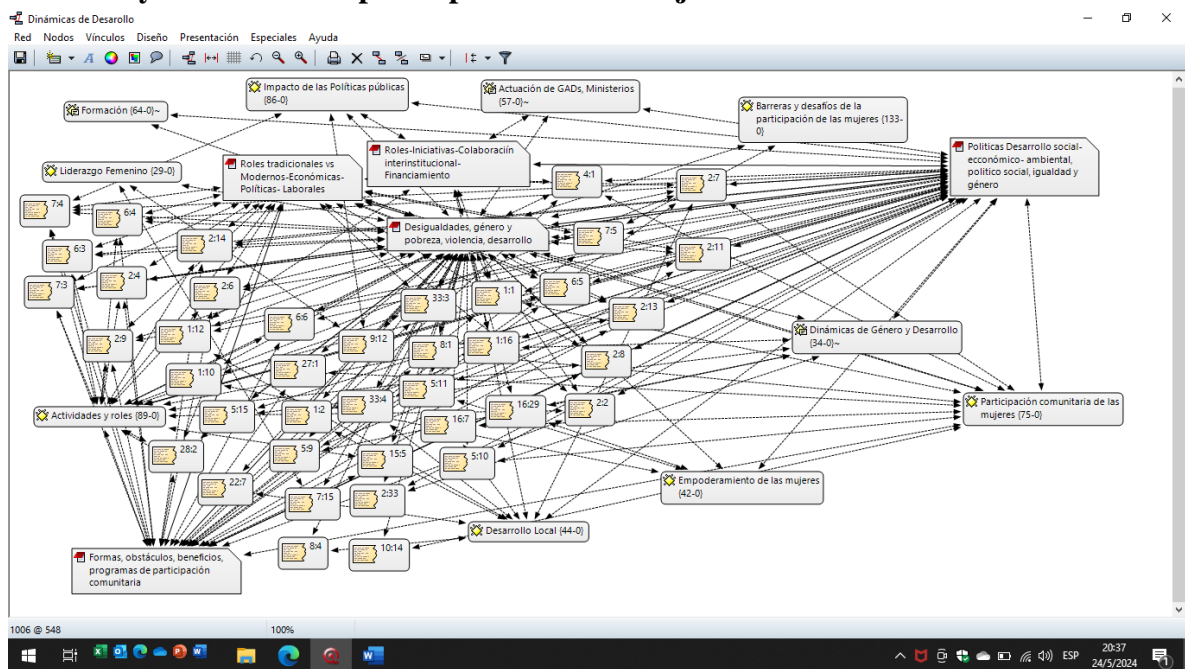 Dinámicas de Desarollo
Red Nodos Vínculos Diseño Presentación Especiales Ayuda
Impacto de las Políticas públicas
{86-0}
Actuación de GADs, Ministerios
{57-0}~
Formación {64-0}~
Barreras y desafíos de la
participación de las mujeres {133-
0}
Roles-Iniciativas-Colaboraciín
interinstitucional-
Financiamiento
Politicas Desarrollo social-
ecconómico- ambiental,
politico social, igualdad y
género
Roles tradicionales vs
Modernos-Económicas-
Políticas- Laborales
Liderazgo Femenino {29-0}
4:1
2:7
7:4
6:4
Desigualdades, género y
pobreza, violencia, desarrollo
7:5
2:14
6:3
2:11
2:4
6:5
7:3
2:6
1:1
33:3
2:13
6:6
1:12
Dinámicas de Género y Desarrollo
{34-0}~
2:9
9:12
8:1
1:16
2:8
27:1
1:10
5:11
33:4
Participación comunitaria de las
mujeres {75-0}
16:29
2:2
Actividades y roles {89-0}
5:15
1:2
16:7
28:2
5:9
15:5
5:10
Empoderamiento de las mujeres
{42-0}
22:7
7:15
2:33
Desarrollo Local {44-0}
8:4
10:14
Formas, obstáculos, beneficios,
programas de participación
comunitaria
1006 @ 548
100%
ESP
20:37
24/5/2024
1